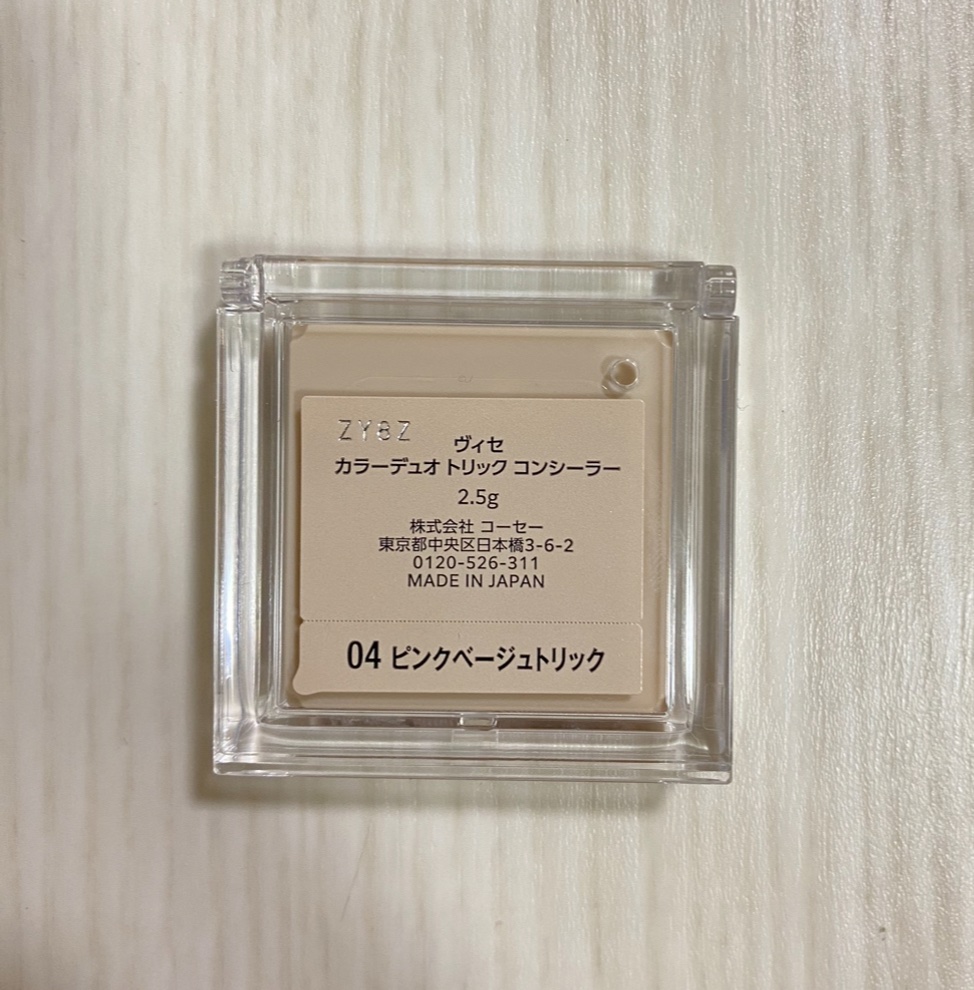 ZY8Z
ヴィセ
カラーデュオ トリック コンシーラー
2.5g
株式会社 コーセー
東京都中央区日本橋3-6-2
0120-526-311
MADE IN JAPAN
04 ピンクベージュトリック